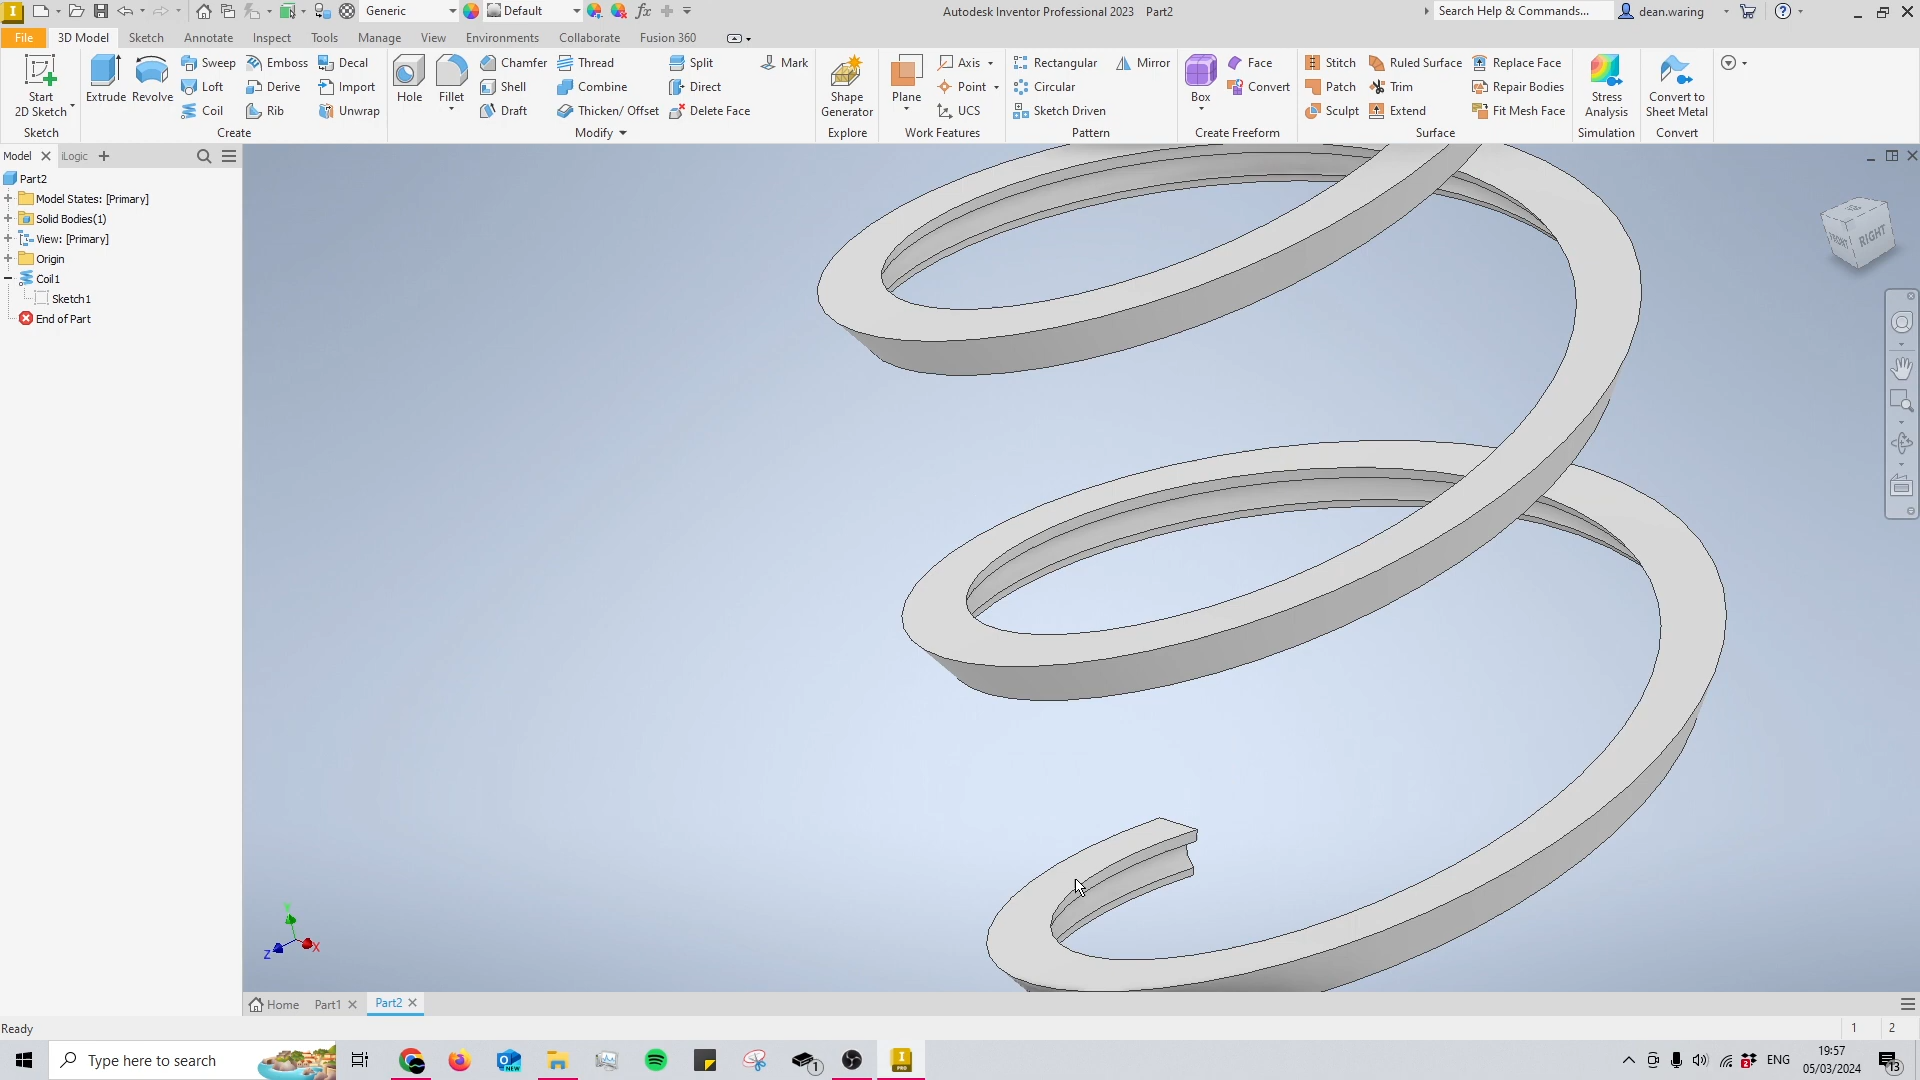 Generic Default fx Autodesk Inventor Professional 2023 Part2 Search Help & Commands... dean.waring
File 3D Model Sketch Annotate Inspect Tools Manage View Environments Collaborate Fusion 360
Sweep Emboss Decal Chamfer Thread Split Mark Axis Rectangular Mirror Face Stitch Ruled Surface Replace Face
Start 2D Sketch Extrude Revolve Loft Derive Import Hole Fillet Shell Combine Direct Shape Generator Plane Point Circular Box Convert Patch Trim Repair Bodies Stress Analysis Convert to Sheet Metal
Coil Rib Unwrap Draft Thicken/ Offset Delete Face UCS Sketch Driven Sculpt Extend Fit Mesh Face
Sketch Create Modify Explore Work Features Pattern Create Freeform Surface Simulation Convert
Model iLogic
Part2
Model States: [Primary]
Solid Bodies(1)
View: [Primary]
Origin
Coil1
Sketch1
End of Part
RIGHT
Z X
Home Part1 Part2
Ready 1 2
Type here to search NEW 1 PRO 2 ENG 19:57 13
05/03/2024